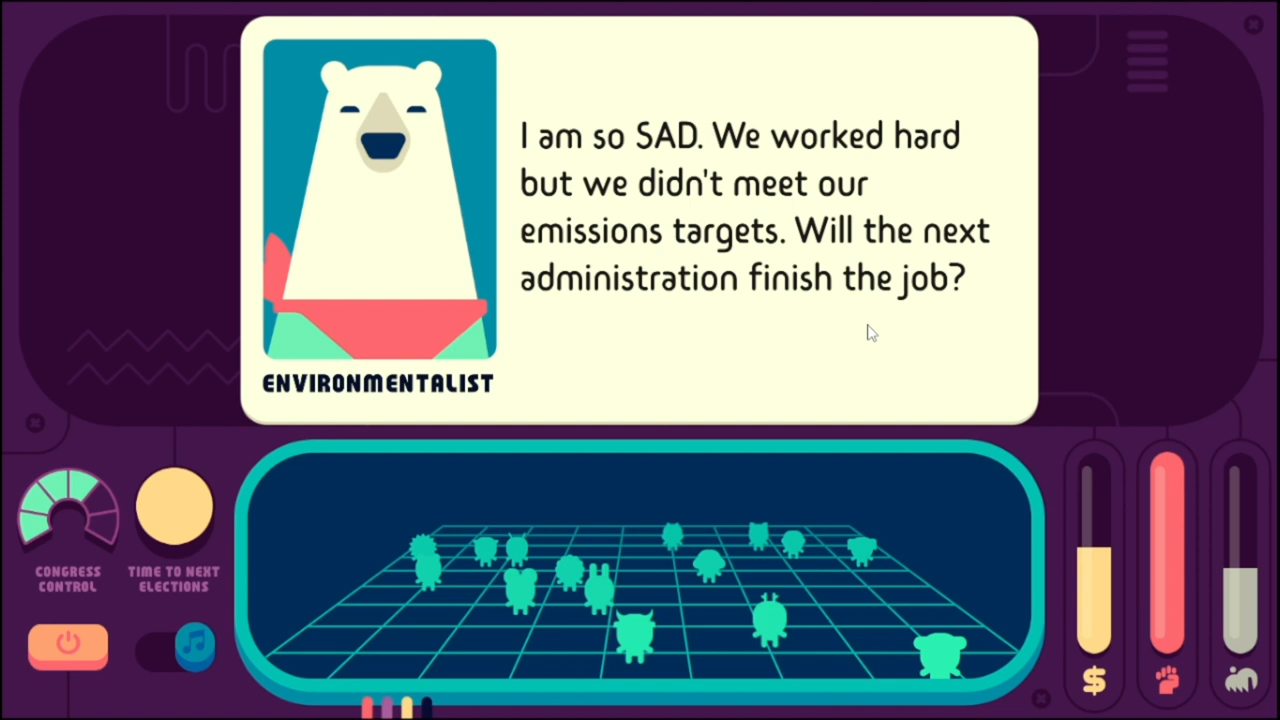 I am so SAD. We worked hard
but we didn't meet our
emissions targets. Will the next
administration finish the job?
ENVIRONMENTALIST
CONGRESS
CONTROL
TIME TO NEXT
ELECTIONS
$